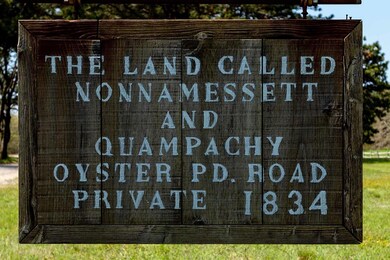 THE LAND CALLED
NONNAMESSETT
AND
QUAMPACHY
OYSTER PD. ROAD
PRIVATE 1834